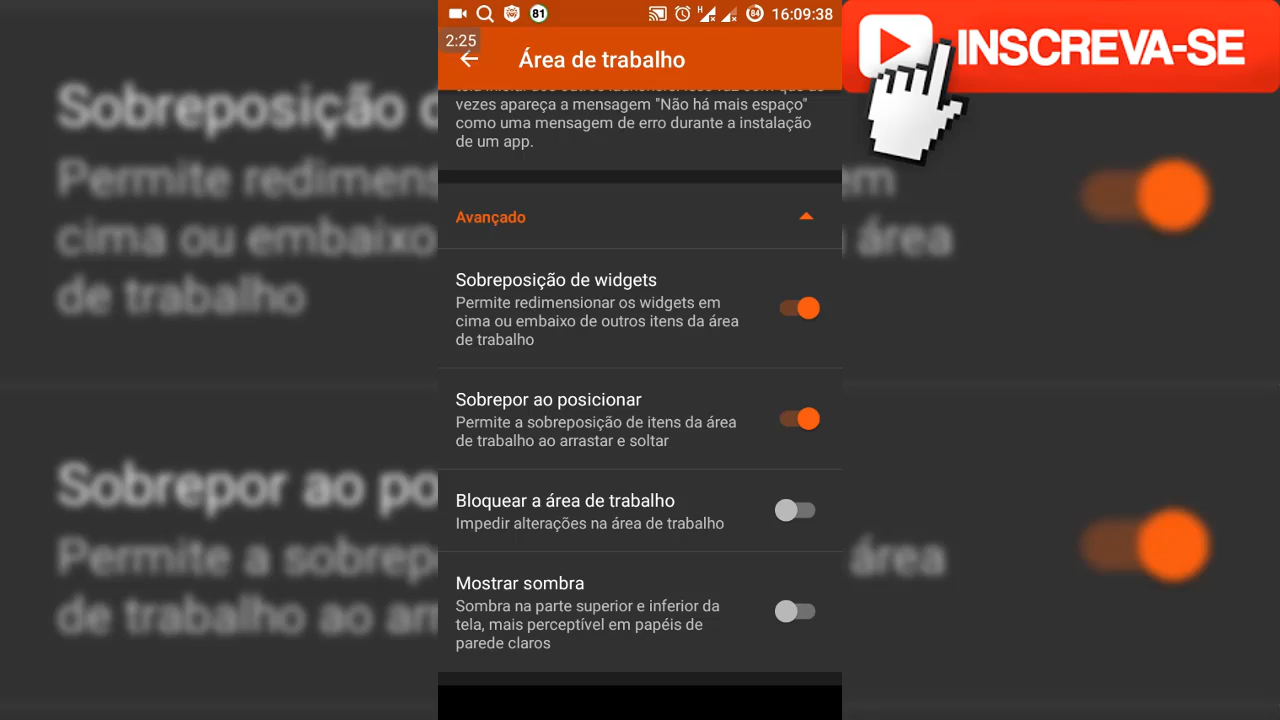 81
84
16:09:38
2:25
Área de trabalho
vezes apareça a mensagem "Não há mais espaço"
como uma mensagem de erro durante a instalação
de um app.
Avançado
Sobreposição de widgets
Permite redimensionar os widgets em
cima ou embaixo de outros itens da área
de trabalho
Sobrepor ao posicionar
Permite a sobreposição de itens da área
de trabalho ao arrastar e soltar
Bloquear a área de trabalho
Impedir alterações na área de trabalho
Mostrar sombra
Sombra na parte superior e inferior da
tela, mais perceptível em papéis de
parede claros
INSCREVA-SE
Sobreposição
Permite redimens
cima ou embaixo
de trabalho
em
área
Sobrepor ao po
Permite a sobrep
de trabalho ao arr
área